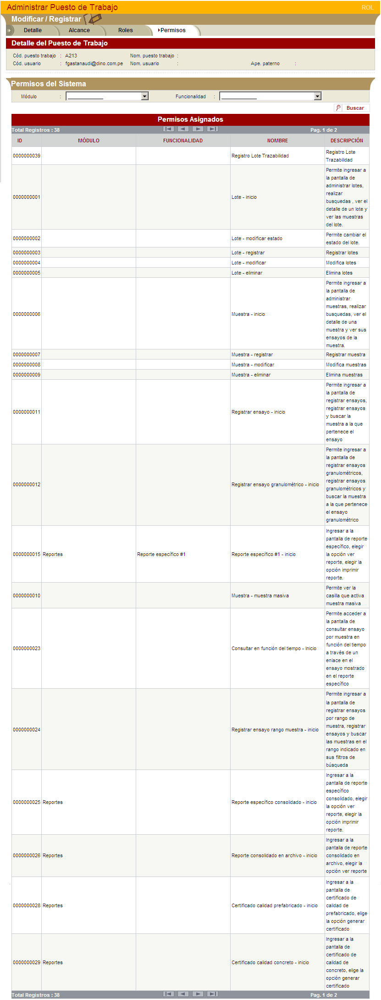 Administrar Puesto de Trabajo
ROL
Modificar / Registrar
Detalle Alcance Roles Permisos
Detalle del Puesto de Trabajo
Cód. puesto trabajo : A213 Nom. puesto trabajo :
Cód. usuario : fgastanaudi@dino.com.pe Nom. usuario : Ape. paterno :
Permisos del Sistema
Módulo : Funcionalidad :
Buscar
Permisos Asignados
Total Registros : 38 Pag. 1 de 2
ID MÓDULO FUNCIONALIDAD NOMBRE DESCRIPCIÓN
0000000039 Registro Lote Trazabilidad Registro Lote
Trazabilidad
0000000001 Lote - inicio Permite ingresar a
la pantalla de
administrar lotes,
realizar
busquedas , ver el
detalle de un lote y
ver las muestras
del lote.
0000000002 Lote - modificar estado Permite cambiar el
estado del lote.
0000000003 Lote - registrar Registrar lotes
0000000004 Lote - modificar Modifica lotes
0000000005 Lote - eliminar Elimina lotes
0000000006 Muestra - inicio Permite ingresar a
la pantalla de
administrar
muestras, realizar
busquedas, ver el
detalle de una
muestra y ver sus
ensayos de la
muestra.
0000000007 Muestra - registrar Registrar muestra
0000000008 Muestra - modificar Modifica muestras
0000000009 Muestra - eliminar Elimina muestras
0000000011 Registrar ensayo - inicio Permite ingresar a
la pantalla de
registrar ensayos,
registrar ensayos
y buscar la
muestra a la que
pertenece el
ensayo
0000000012 Registrar ensayo granulométrico - inicio Permite ingresar a
la pantalla de
registrar ensayos
granulométricos,
registrar ensayos
granulométricos y
buscar la muestra
a la que pertenece
el ensayo
granulométrico
0000000015 Reportes Reporte específico #1 Reporte específico #1 - inicio Ingresar a la
pantalla de reporte
específico, elegir
la opción ver
reporte, elegir la
opción imprimir
reporte.
0000000010 Muestra - muestra masiva Permite ver la
casilla que activa
muestra masiva
0000000023 Consultar en función del tiempo - Inicio Permite acceder a
la pantalla de
consultar ensayo
por muestra en
función del tiempo
a través de un
enlace en el
ensayo mostrado
en el reporte
específico
0000000024 Registrar ensayo rango muestra - inicio Permite ingresar a
la pantalla de
registrar ensayos
por rango de
muestra, registrar
ensayos y buscar
las muestras en el
rango indicado en
sus filtros de
búsqueda
0000000025 Reportes Reporte específico consolidado - inicio Ingresar a la
pantalla de reporte
específico
consolidado, elegir
la opción ver
reporte, elegir la
opción imprimir
reporte.
0000000026 Reportes Reporte consolidado en archivo - inicio Ingresar a la
pantalla de reporte
consolidado en
archivo, elegir la
opción ver reporte
0000000028 Reportes Certificado calidad prefabricado - inicio Ingresar a la
pantalla de
certificado de
calidad de
prefabricado, elige
la opción generar
certificado
0000000029 Reportes Certificado calidad concreto - inicio Ingresar a la
pantalla de
certificado de
calidad de
concreto, elige la
opción generar
certificado
Total Registros : 38 Pag. 1 de 2